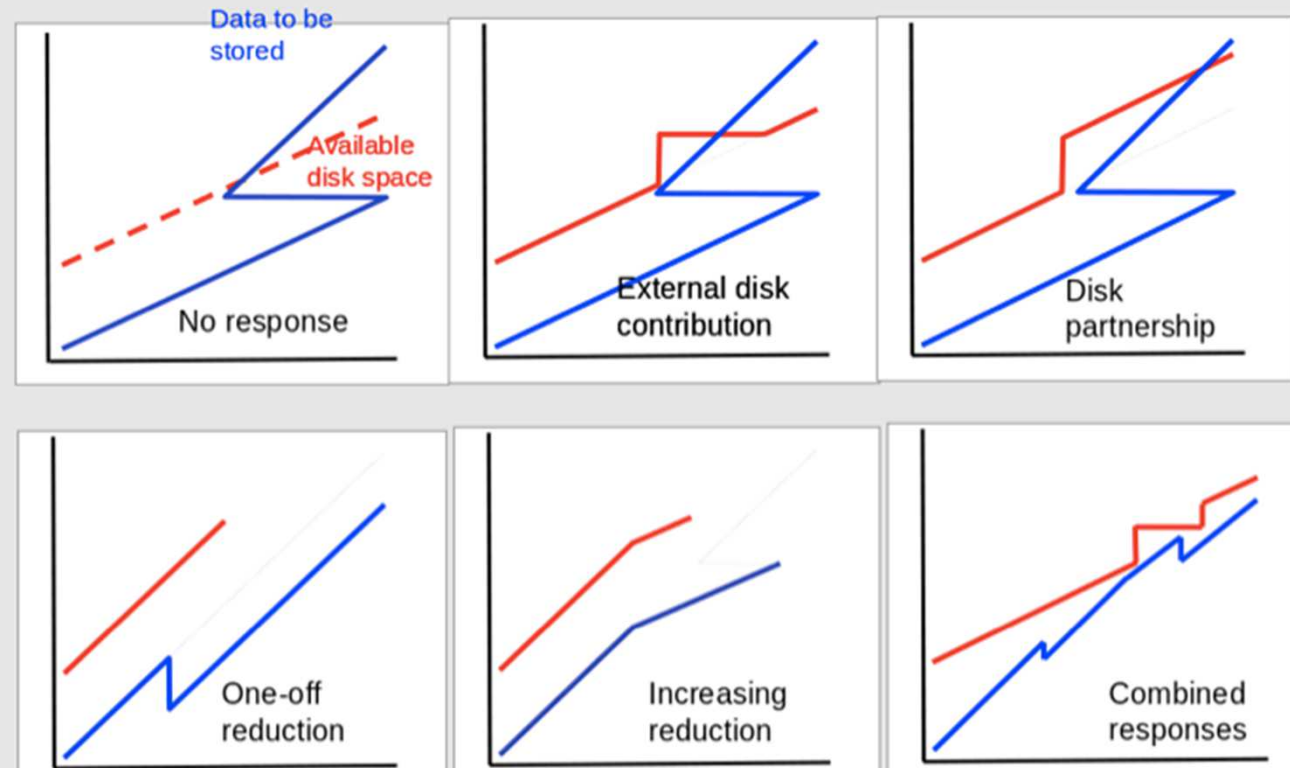 Data to be
stored
Available
disk space
No response
External disk
contribution
Disk
partnership
One-off
reduction
Increasing
reduction
Combined
responses